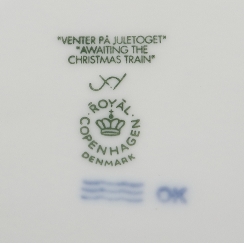 "VENTER PÅ JULETOGET"
"AWAITING THE
CHRISTMAS TRAIN"
ROYAL
COPENHAGEN
DENMARK
OK